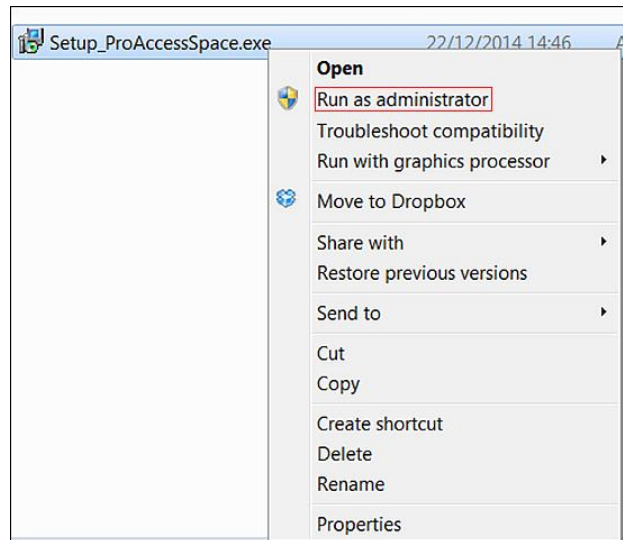 Setup_ProAccessSpace.exe 22/12/2014 14:46
Open
Run as administrator
Troubleshoot compatibility
Run with graphics processor
Move to Dropbox
Share with
Restore previous versions
Send to
Cut
Copy
Create shortcut
Delete
Rename
Properties